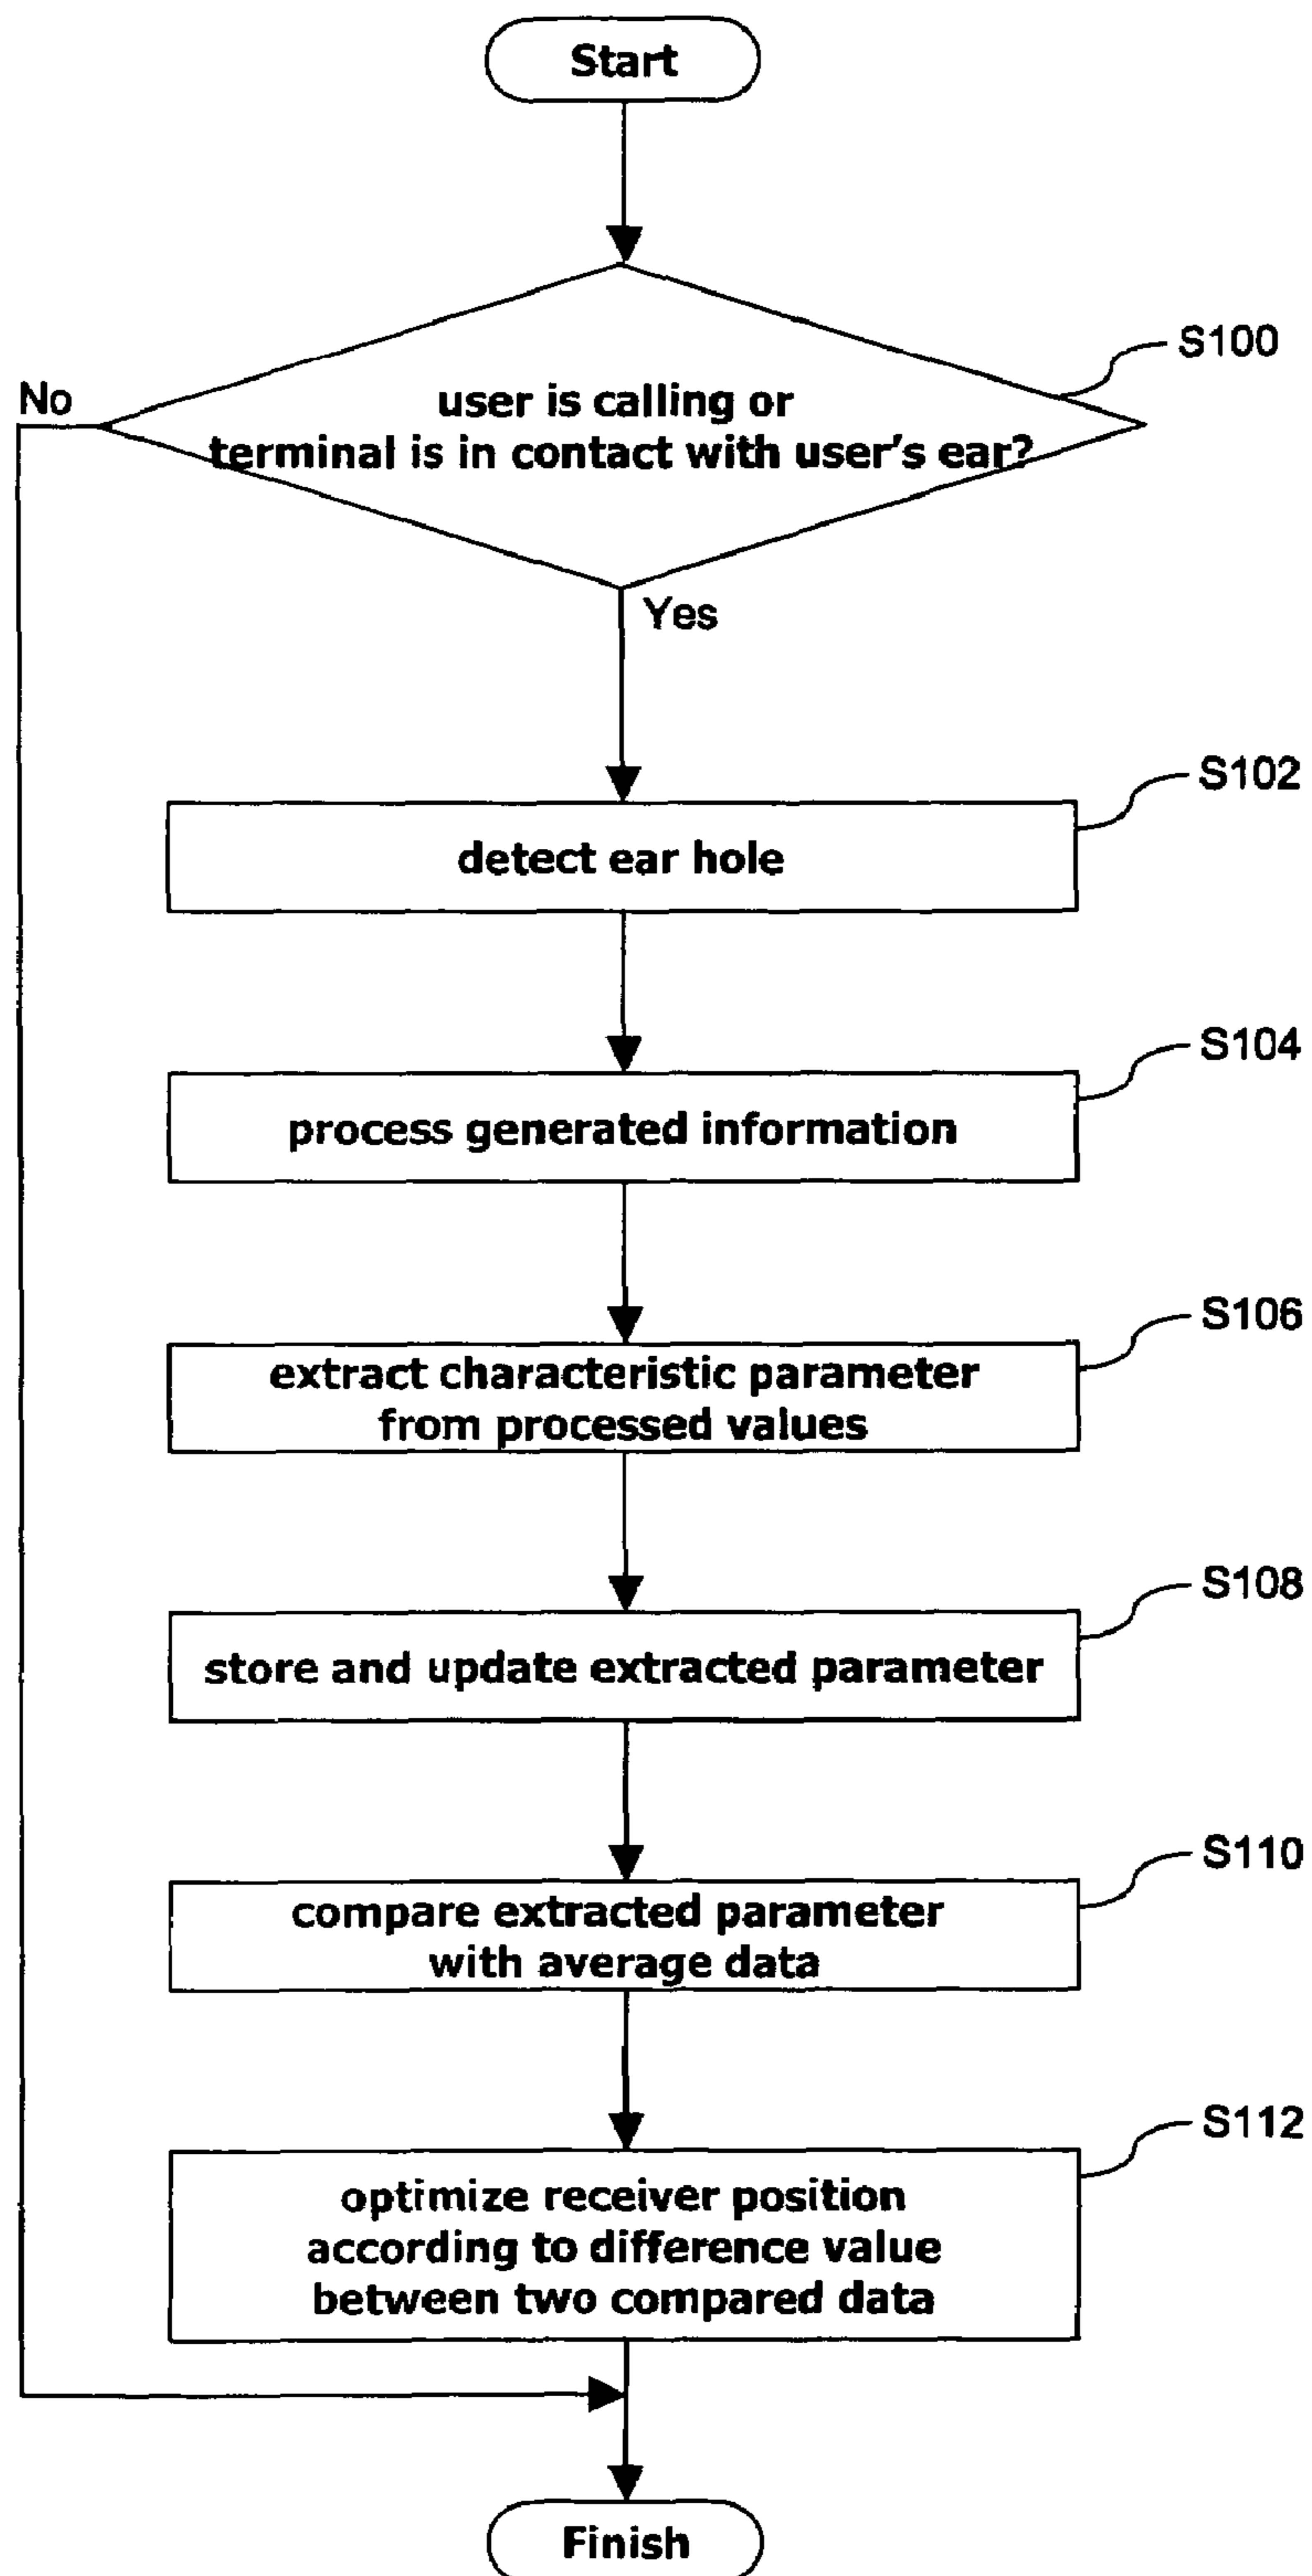 Start
S100
No
user is calling or
terminal is in contact with user's ear?
Yes
S102
detect ear hole
S104
process generated information
S106
extract characteristic parameter
from processed values
S108
store and update extracted parameter
S110
compare extracted parameter
with average data
S112
optimize receiver position
according to difference value
between two compared data
Finish